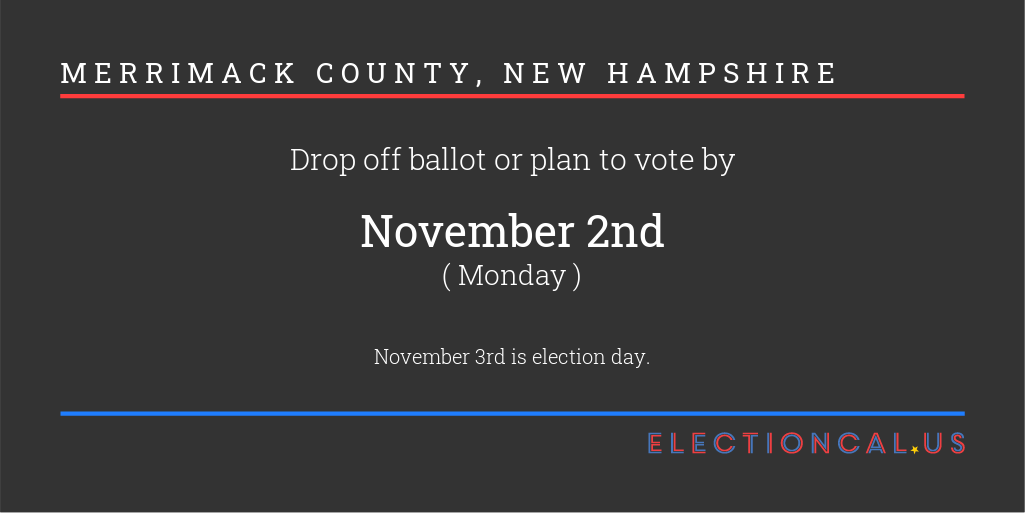 MERRIMACK COUNTY, NEW HAMPSHIRE
Drop off ballot or plan to vote by
November 2nd
( Monday )
November 3rd is election day.
ELECTIONCAL.US